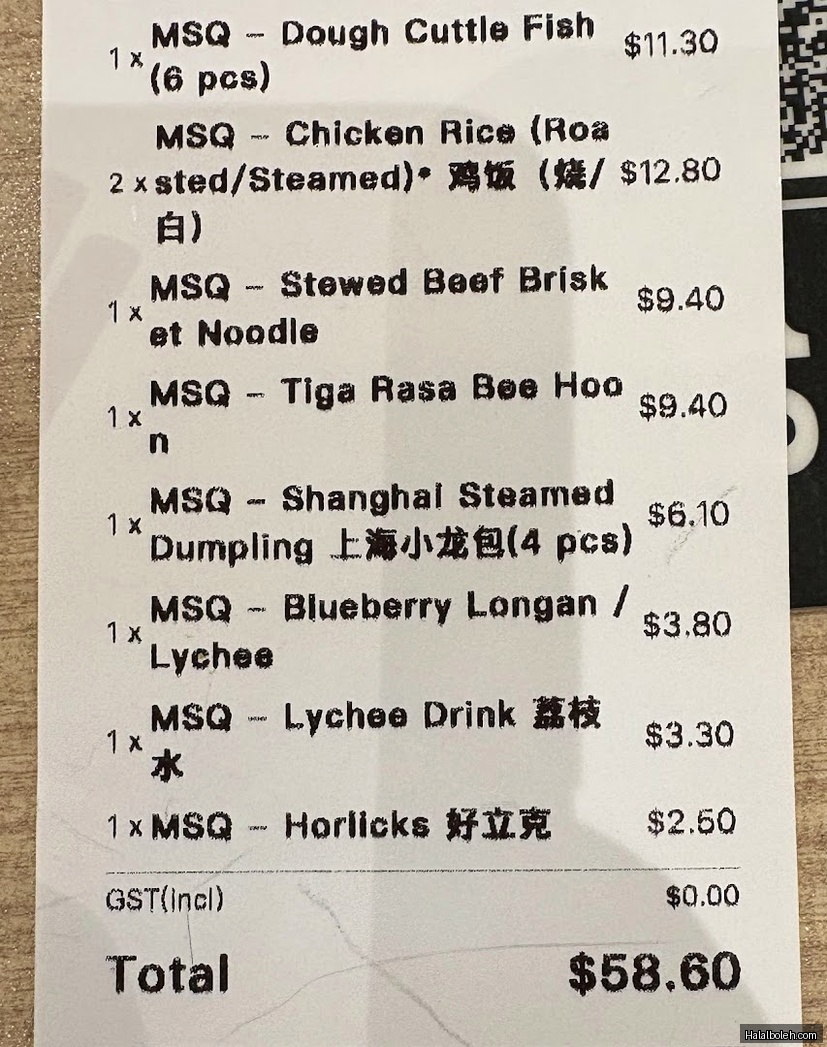 MSQ - Dough Cuttle Fish
1 x (6 pcs) $11.30
MSQ - Chicken Rice (Roa
2 x sted/Steamed)* 鸡饭 (烧/ $12.80
白)
MSQ - Stewed Beef Brisk
1 x et Noodle $9.40
MSQ - Tiga Rasa Bee Hoo
1 x n $9.40
MSQ - Shanghai Steamed
1 x Dumpling 上海小龙包(4 pcs) $6.10
MSQ - Blueberry Longan /
1 x Lychee $3.80
MSQ - Lychee Drink 荔枝
1 x 水 $3.30
1 x MSQ - Horlicks 好立克 $2.50
GST(Incl) $0.00
Total $58.60
Halalboleh.com